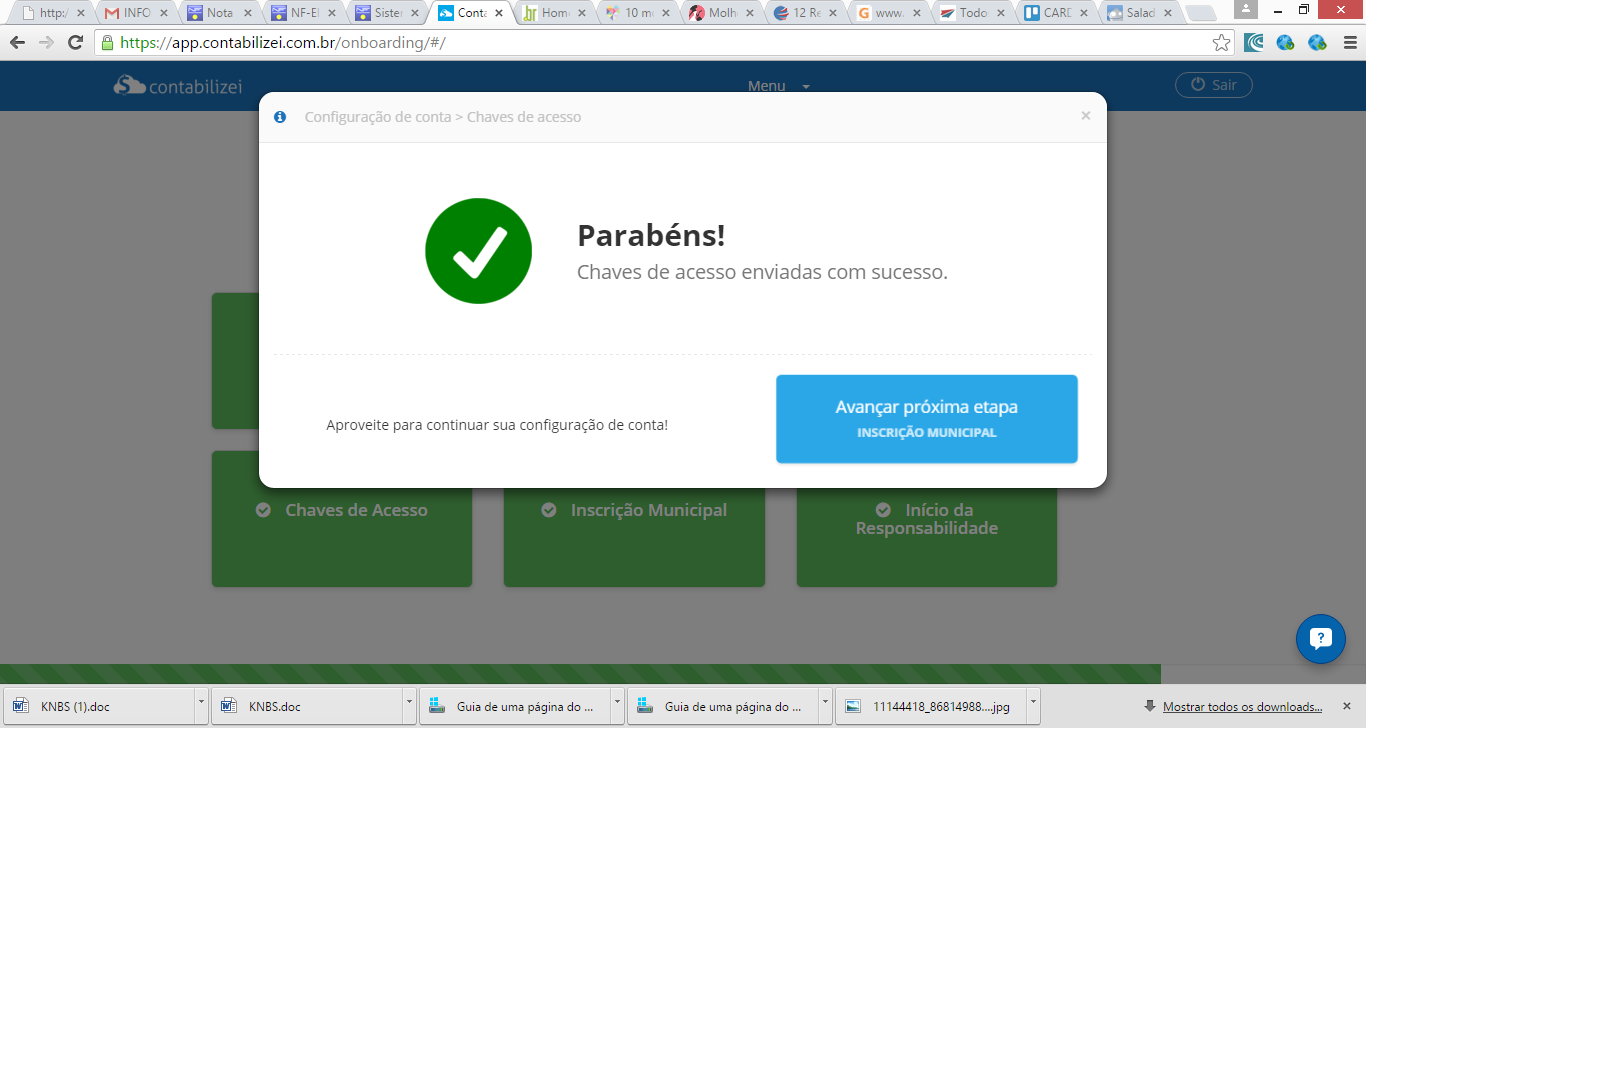 http:/
INFO
Nota
NF-El
Sister
Conta
Home
10 m
Molh
12 Re
www.
Todo
CARD
Salad
https://app.contabilizei.com.br/onboarding/#/
contabilizei
Menu
Sair
Configuração de conta > Chaves de acesso
Parabéns!
Chaves de acesso enviadas com sucesso.
Aproveite para continuar sua configuração de conta!
Avançar próxima etapa
INSCRIÇÃO MUNICIPAL
Chaves de Acesso
Inscrição Municipal
Início da
Responsabilidade
KNBS (1).doc
KNBS.doc
Guia de uma página do ...
Guia de uma página do ...
11144418_86814988....jpg
Mostrar todos os downloads...